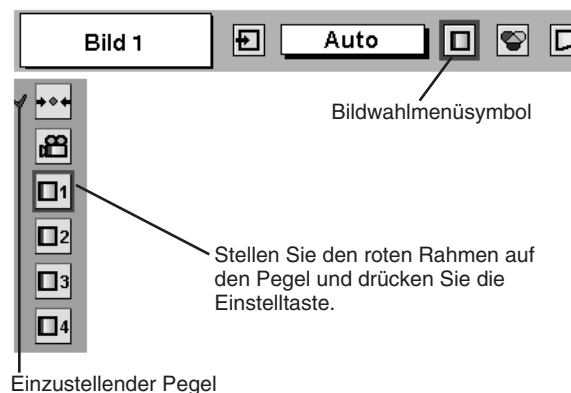 Bild 1
Auto
Bildwahlmenüsymbol
1
2
3
4
Stellen Sie den roten Rahmen auf
den Pegel und drücken Sie die
Einstelltaste.
Einzustellender Pegel